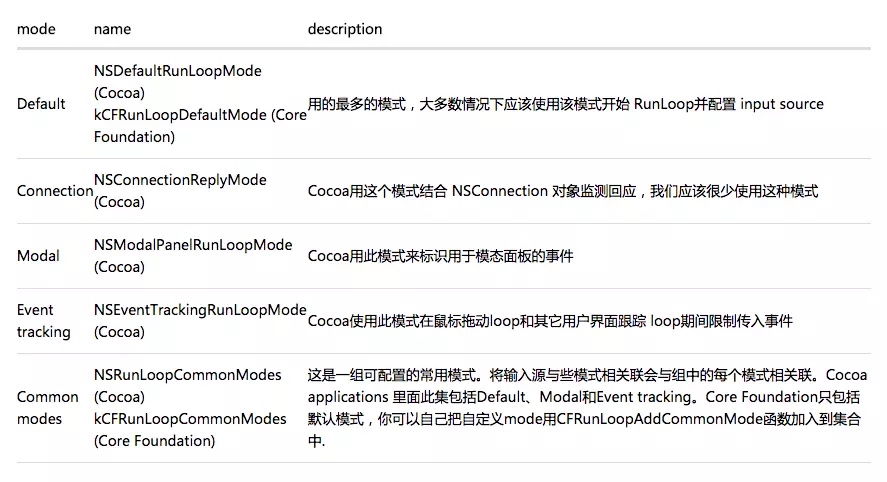 mode name description
Default NSDefaultRunLoopMode (Cocoa) kCFRunLoopDefaultMode (Core Foundation) 用的最多的模式，大多数情况下应该使用该模式开始 RunLoop并配置 input source
Connection NSConnectionReplyMode (Cocoa) Cocoa用这个模式结合 NSConnection 对象监测回应，我们应该很少使用这种模式
Modal NSModalPanelRunLoopMode (Cocoa) Cocoa用此模式来标识用于模态面板的事件
Event tracking NSEventTrackingRunLoopMode (Cocoa) Cocoa使用此模式在鼠标拖动loop和其它用户界面跟踪 loop期间限制传入事件
Common modes NSRunLoopCommonModes (Cocoa) kCFRunLoopCommonModes (Core Foundation) 这是一组可配置的常用模式。将输入源与些模式相关联会与组中的每个模式相关联。Cocoa applications 里面此集包括Default、Modal和Event tracking。Core Foundation只包括默认模式，你可以自己把自定义mode用CFRunLoopAddCommonMode函数加入到集合中.